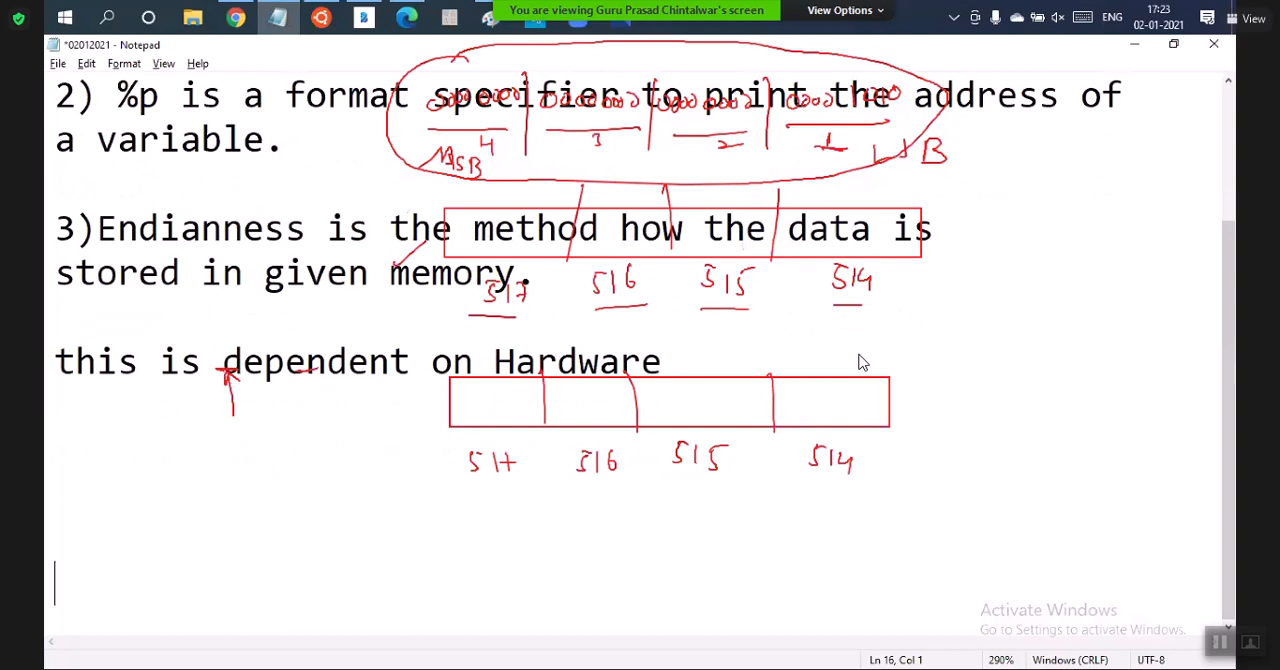 17:23
You are viewing Guru Prasad Chintalwar's screen
View Options
ENG
02-01-2021
View
*02012021 - Notepad
File Edit Format View Help
2) %p is a format specifier to print the address of
a variable.
4 3 2 1
MSB LSB
3)Endianness is the method how the data is
stored in given memory.
517 516 515 514
this is dependent on Hardware
517 516 515 514
Activate Windows
Go to Settings to activate Windows.
Ln 16, Col 1 290% Windows (CRLF) UTF-8